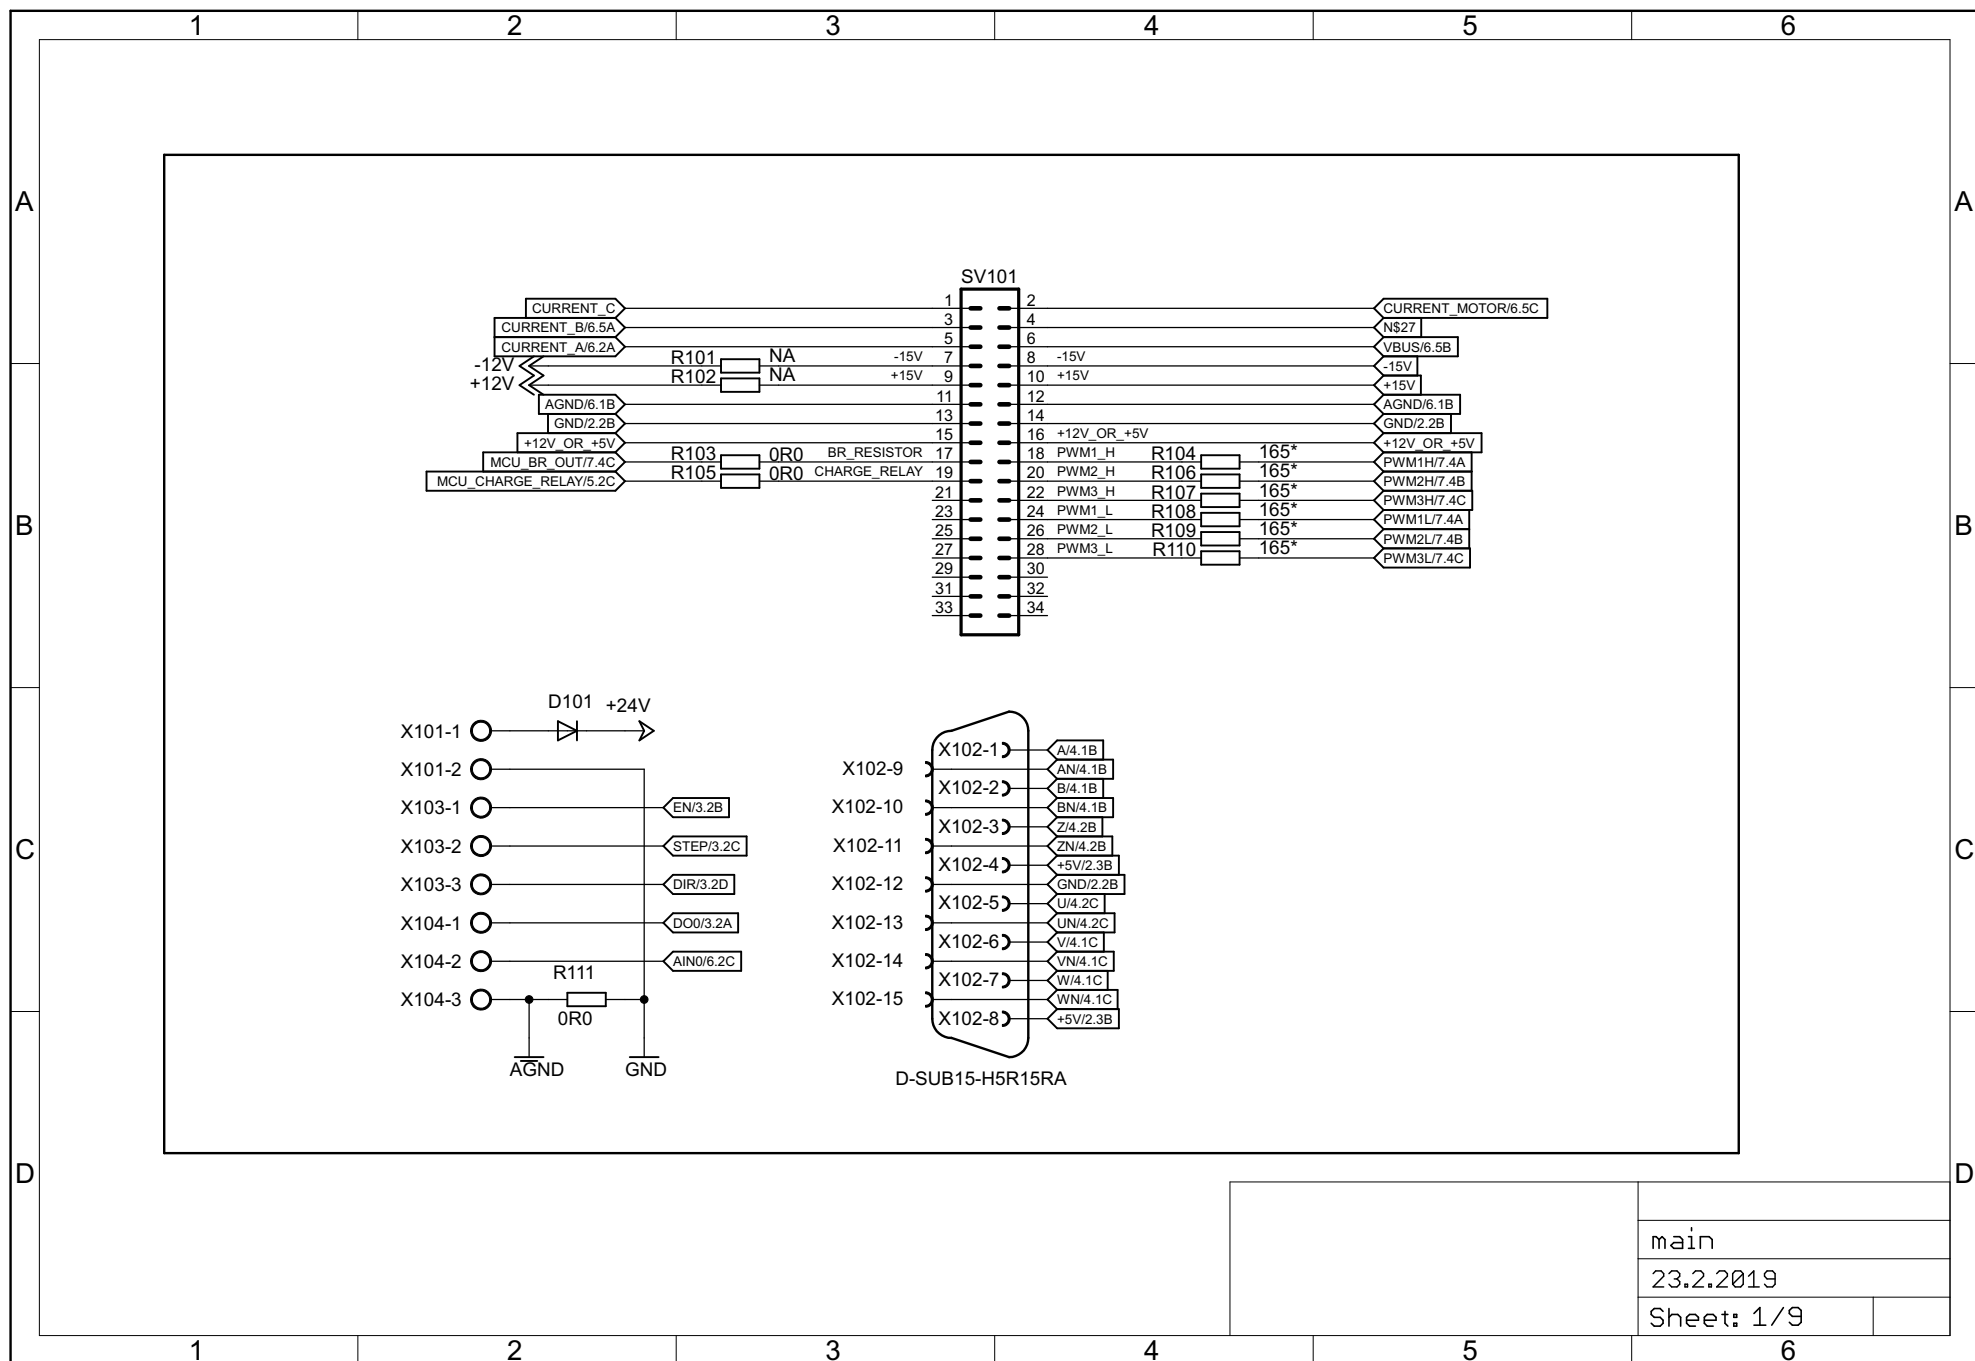 1 2 3 4 5 6
A A
SV101
CURRENT_C 1 2 CURRENT_MOTOR/6.5C
CURRENT_B/6.5A 3 4 N$27
CURRENT_A/6.2A 5 6 VBUS/6.5B
-12V R101 NA -15V 7 8 -15V -15V
+12V R102 NA +15V 9 10 +15V +15V
AGND/6.1B 11 12 AGND/6.1B
GND/2.2B 13 14 GND/2.2B
+12V_OR_+5V 15 16 +12V_OR_+5V +12V_OR_+5V
MCU_BR_OUT/7.4C R103 0R0 BR_RESISTOR 17 18 PWM1_H R104 165* PWM1H/7.4A
MCU_CHARGE_RELAY/5.2C R105 0R0 CHARGE_RELAY 19 20 PWM2_H R106 165* PWM2H/7.4B
21 22 PWM3_H R107 165* PWM3H/7.4C
23 24 PWM1_L R108 165* PWM1L/7.4A
B B
25 26 PWM2_L R109 165* PWM2L/7.4B
27 28 PWM3_L R110 165* PWM3L/7.4C
29 30
31 32
33 34
D101 +24V
X101-1
X101-2
X103-1 EN/3.2B
X103-2 STEP/3.2C
X103-3 DIR/3.2D
X104-1 DO0/3.2A
X104-2 AIN0/6.2C
R111
X104-3
0R0
AGND GND
X102-1 A/4.1B
X102-9 AN/4.1B
X102-2 B/4.1B
X102-10 BN/4.1B
X102-3 Z/4.2B
X102-11 ZN/4.2B
X102-4 +5V/2.3B
X102-12 GND/2.2B
X102-5 U/4.2C
X102-13 UN/4.2C
X102-6 V/4.1C
X102-14 VN/4.1C
X102-7 W/4.1C
X102-15 WN/4.1C
X102-8 +5V/2.3B
D-SUB15-H5R15RA
C C
D D
main
23.2.2019
Sheet: 1/9
1 2 3 4 5 6